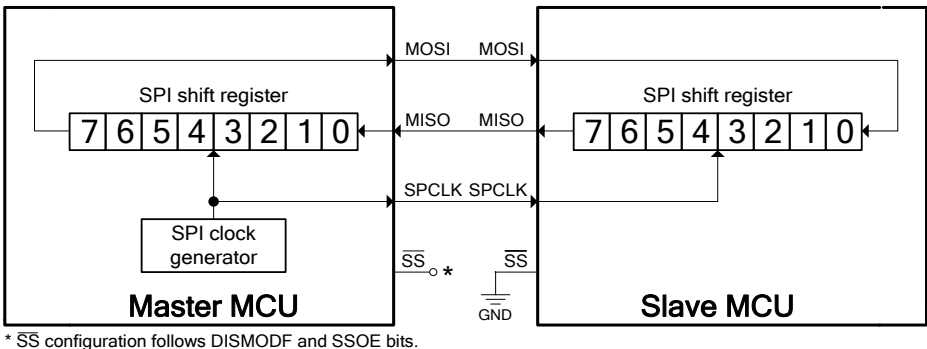 MOSI MOSI
SPI shift register SPI shift register
7 6 5 4 3 2 1 0 MISO MISO 7 6 5 4 3 2 1 0
SPCLK SPCLK
SPI clock
generator
SS * SS
GND
Master MCU Slave MCU
* SS configuration follows DISMODF and SSOE bits.